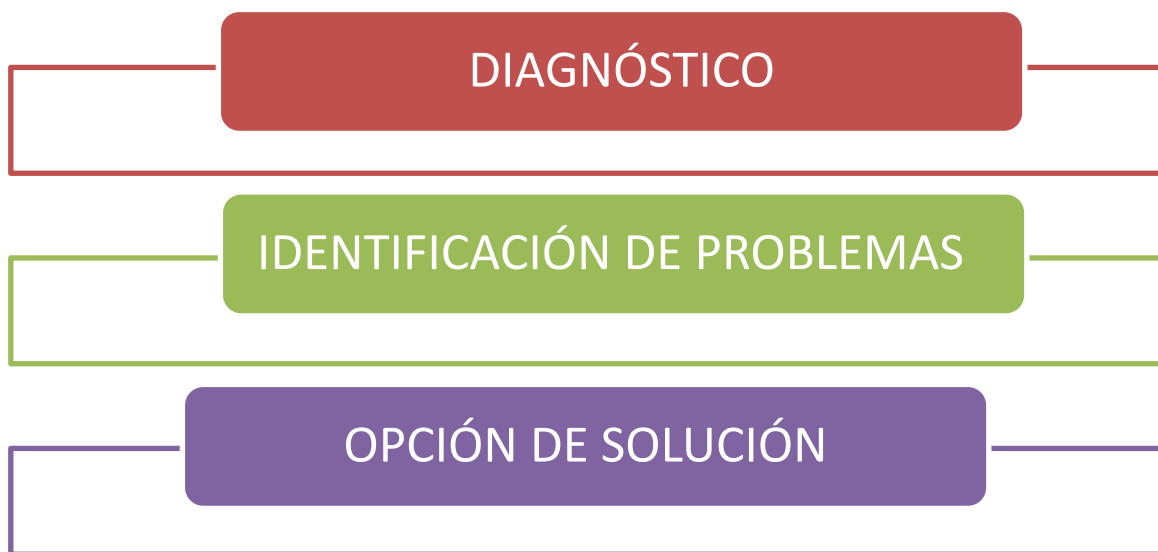 DIAGNÓSTICO
IDENTIFICACIÓN DE PROBLEMAS
OPCIÓN DE SOLUCIÓN